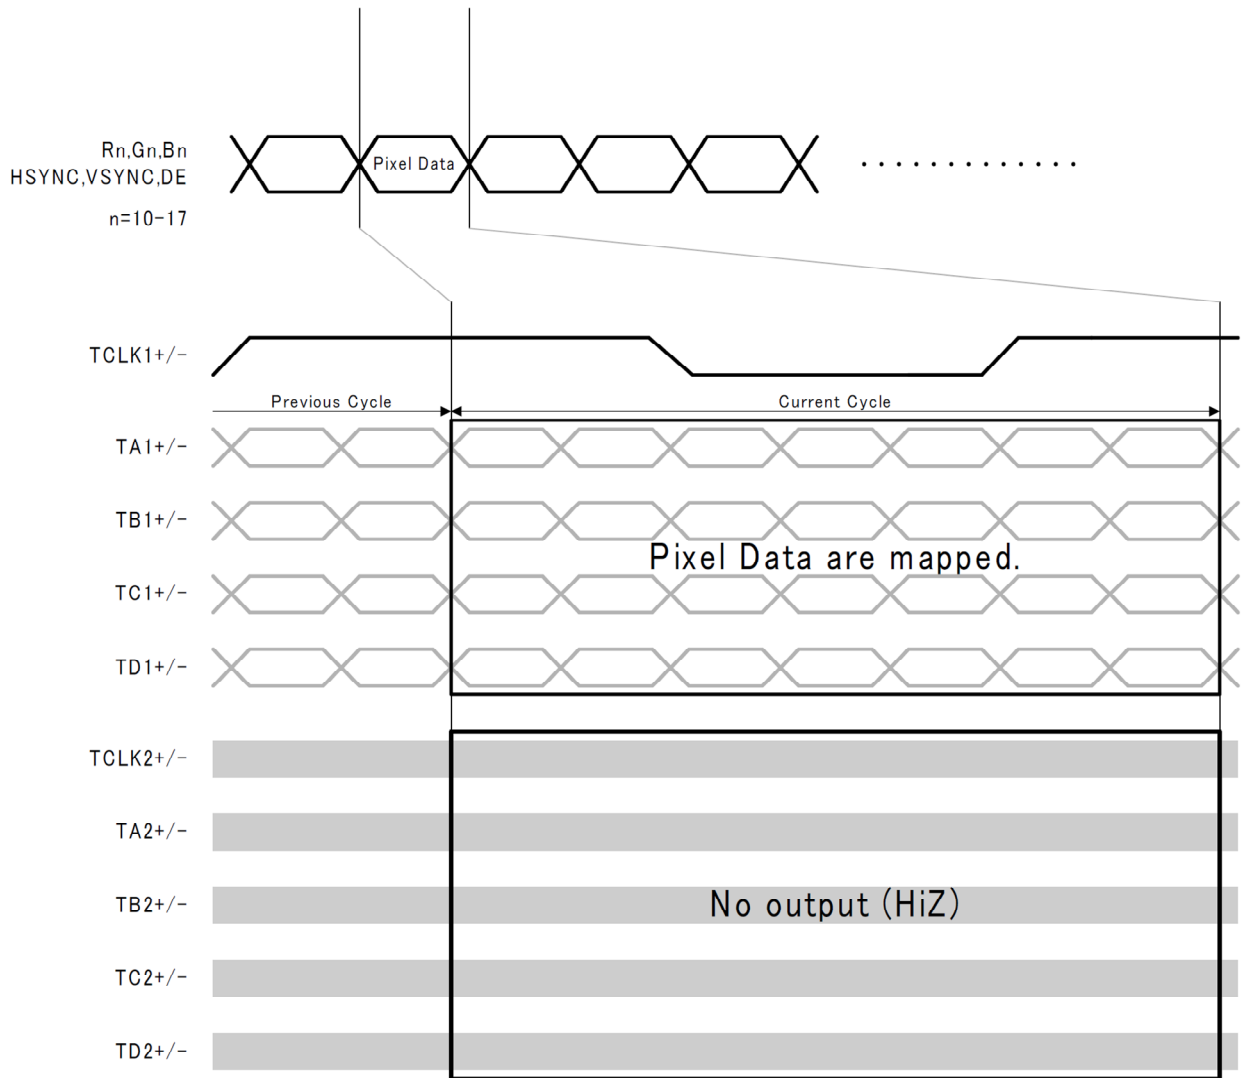 Rn,Gn,Bn
HSYNC,VSYNC,DE
n=10-17
Pixel Data
TCLK1+/-
Previous Cycle
Current Cycle
TA1+/-
TB1+/-
Pixel Data are mapped.
TC1+/-
TD1+/-
TCLK2+/-
TA2+/-
TB2+/-
No output (HiZ)
TC2+/-
TD2+/-